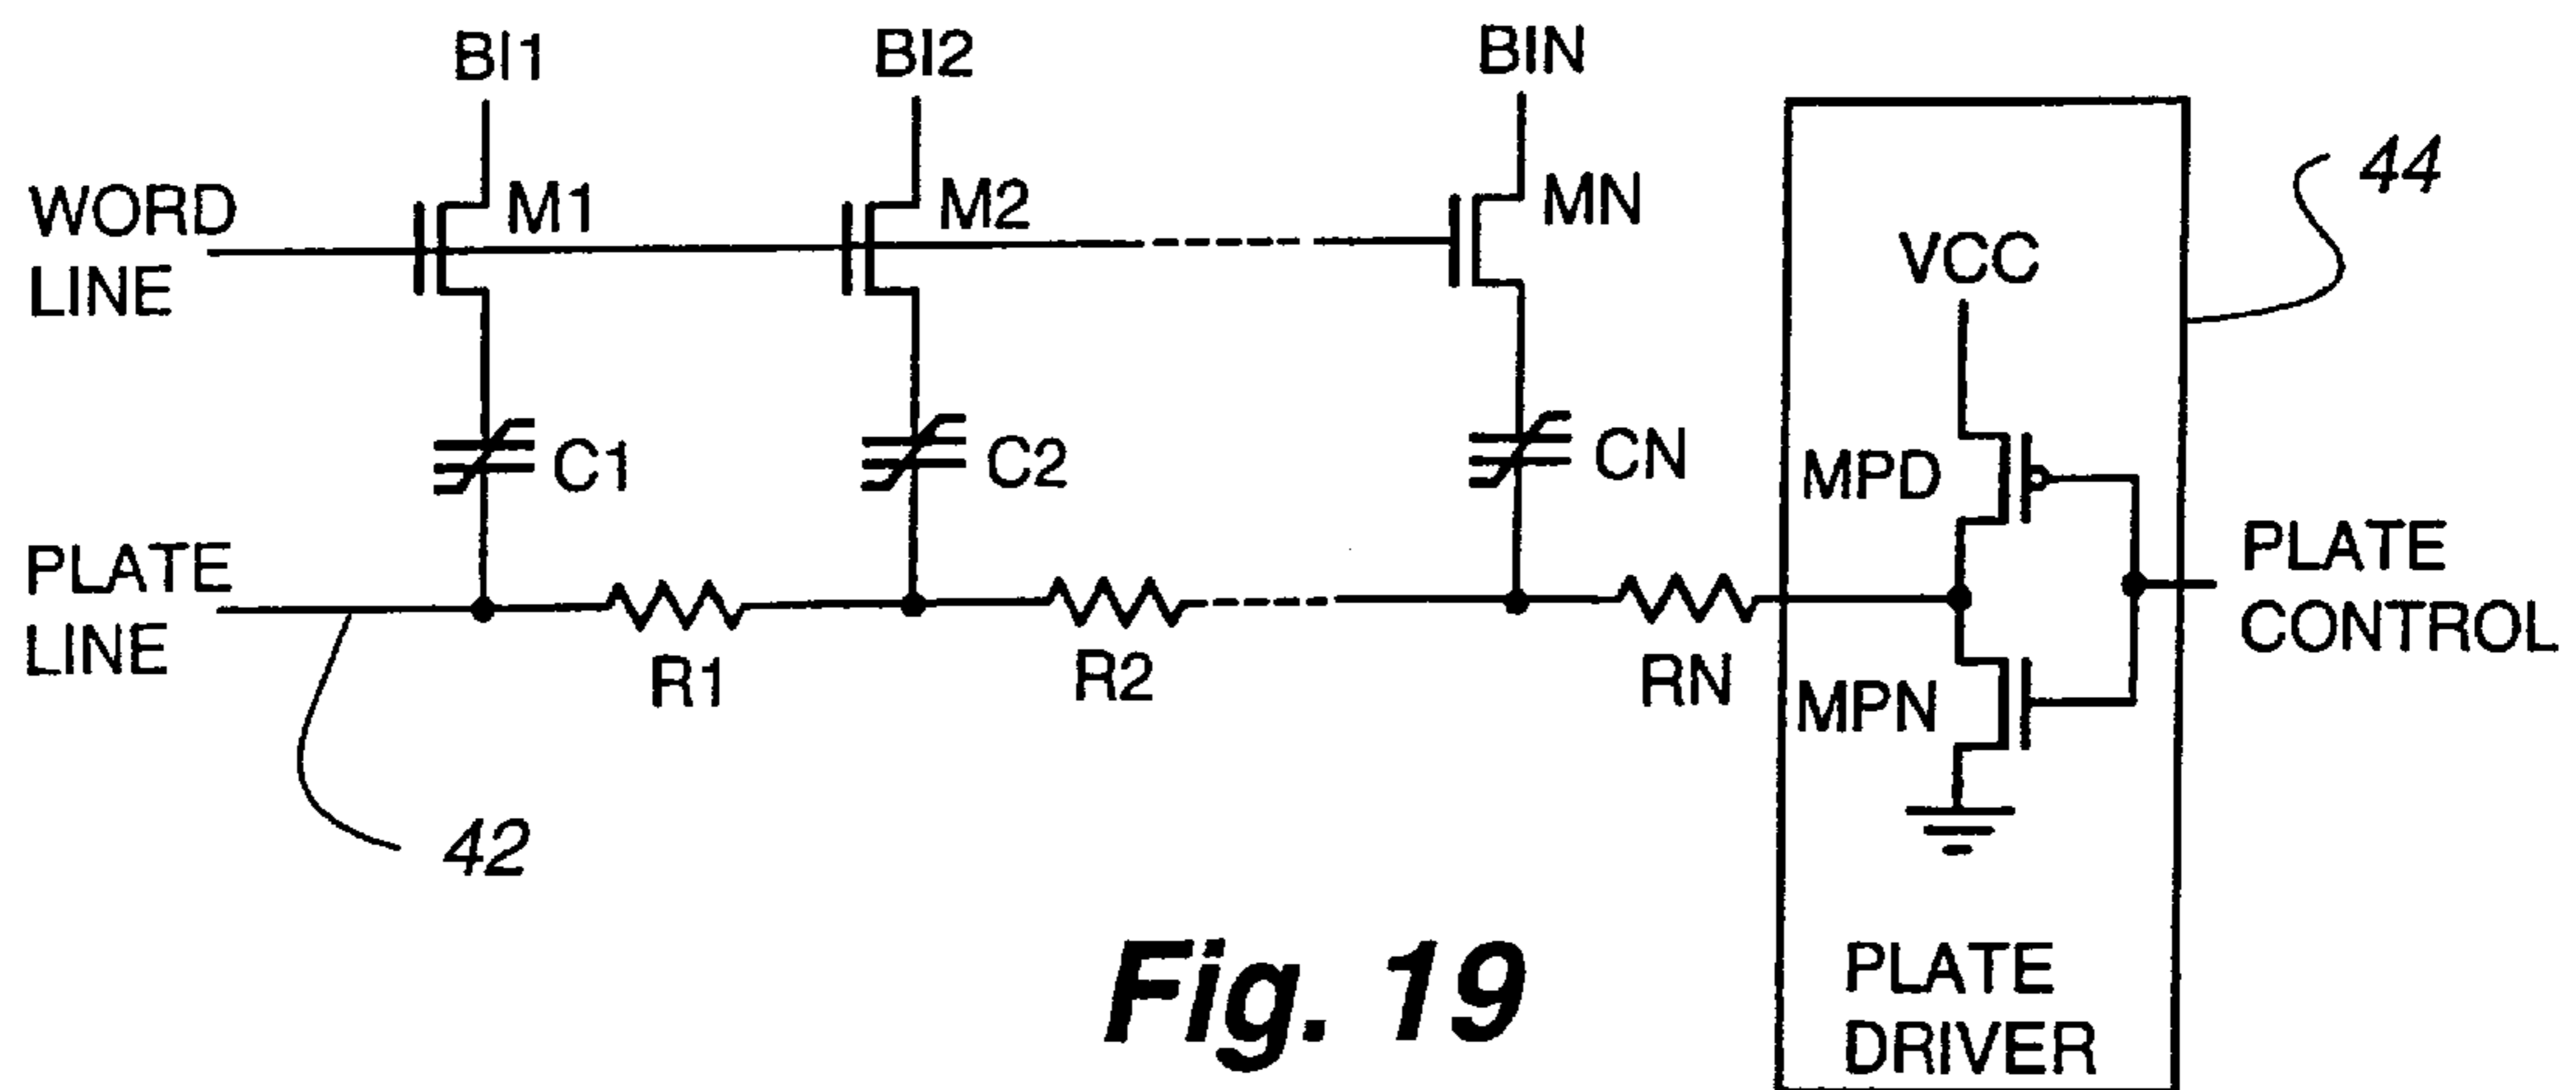 BI1
BI2
BIN
WORD
LINE
M1
M2
MN
44
VCC
C1
C2
CN
MPD
PLATE
LINE
PLATE
CONTROL
R1
R2
RN
MPN
42
Fig. 19
PLATE
DRIVER